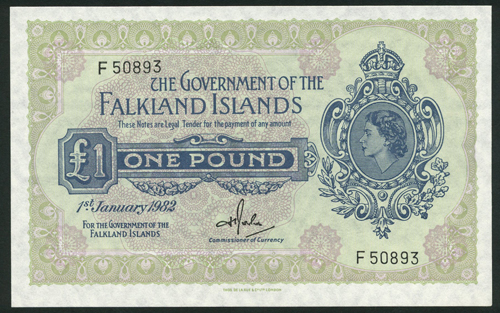 F 50893
THE GOVERNMENT OF THE
FALKLAND ISLANDS
These Notes are Legal Tender for the payment of any amount
£1 ONE POUND
1st January 1982
FOR THE GOVERNMENT OF THE
FALKLAND ISLANDS
Commissioner of Currency
F 50893